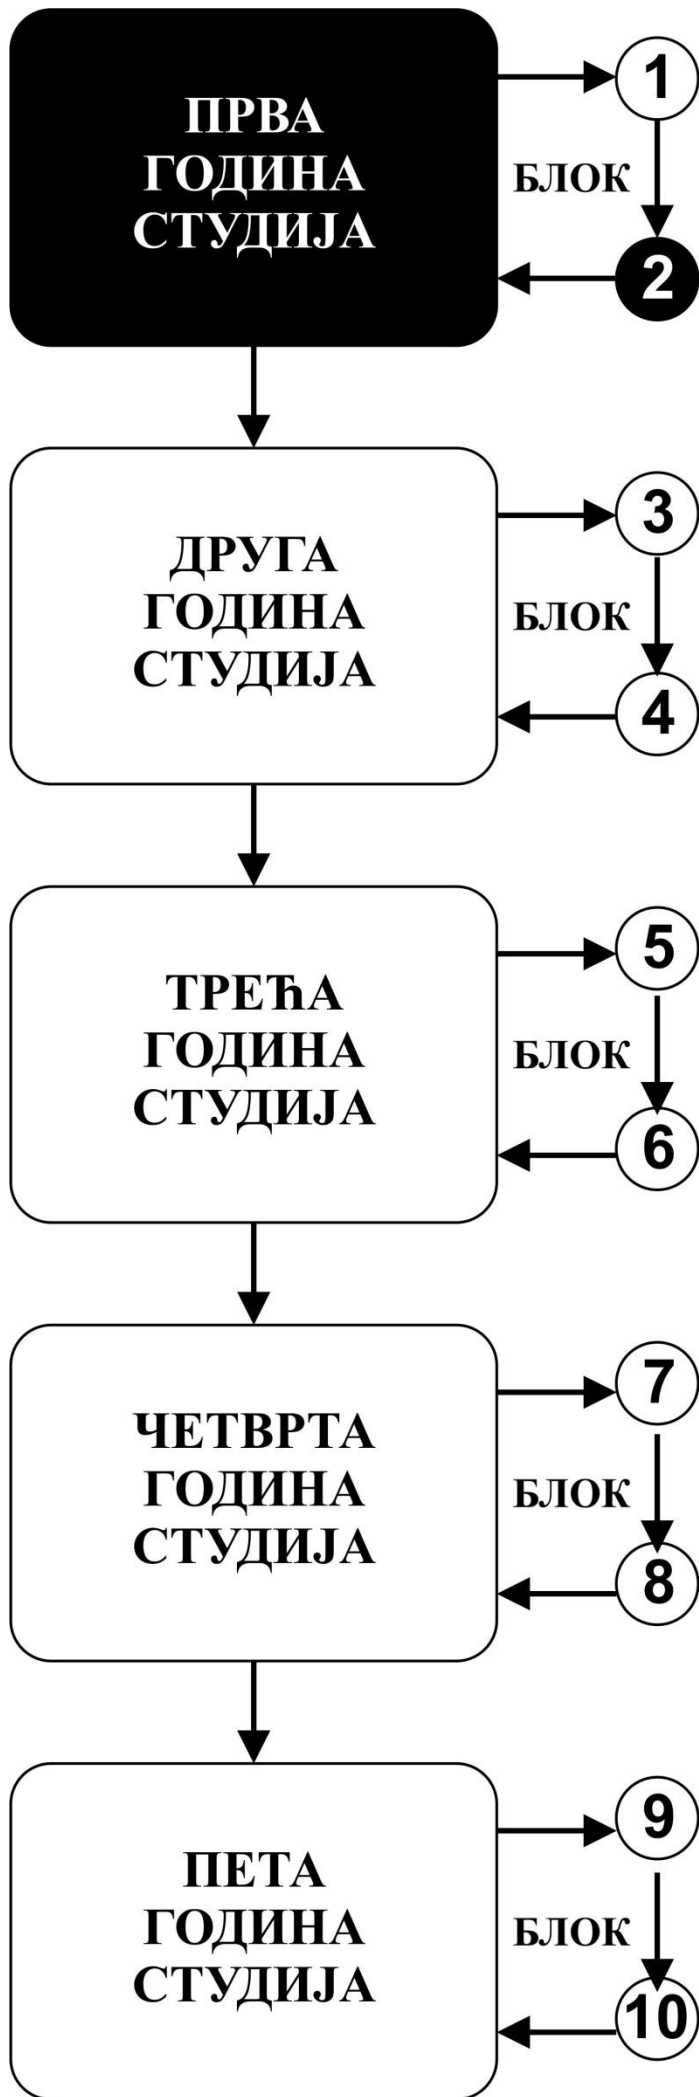 ПРВА
ГОДИНА
СТУДИЈА
1
БЛОК
2
ДРУГА
ГОДИНА
СТУДИЈА
3
БЛОК
4
ТРЕЋА
ГОДИНА
СТУДИЈА
5
БЛОК
6
ЧЕТВРТА
ГОДИНА
СТУДИЈА
7
БЛОК
8
ПЕТА
ГОДИНА
СТУДИЈА
9
БЛОК
10